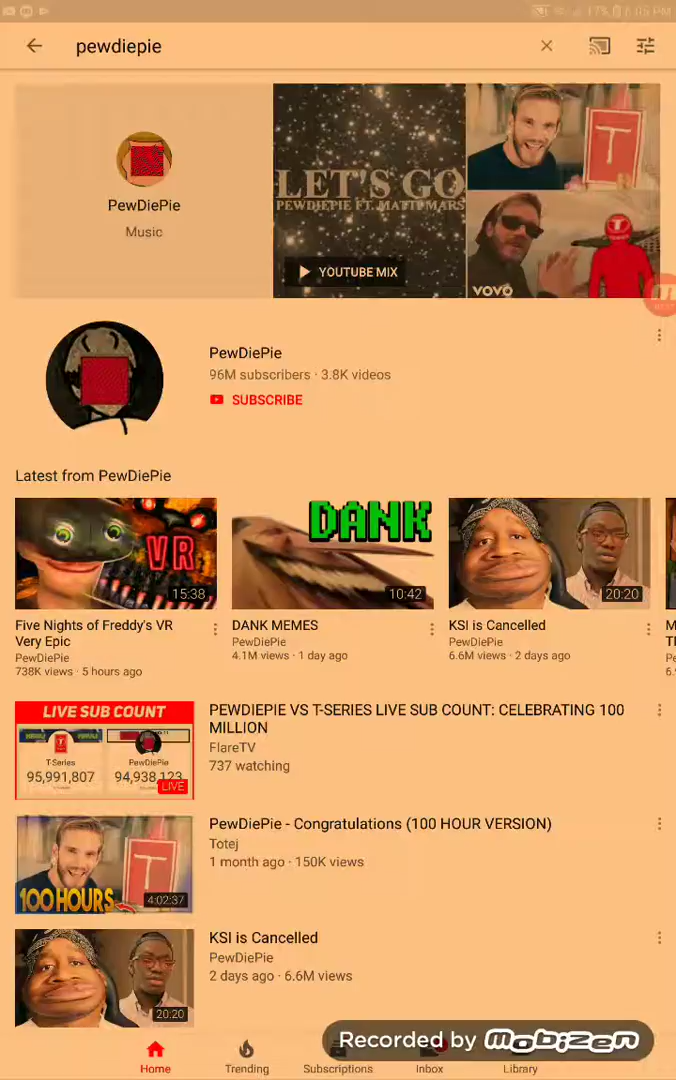 17% 6:05 PM
pewdiepie
PewDiePie
Music
LET'S GO
PEWDIEPIE FT. MATTI MARS
YOUTUBE MIX
T
VOVO
PewDiePie
96M subscribers · 3.8K videos
SUBSCRIBE
Latest from PewDiePie
VR
15:38
DANK
10:42
20:20
Five Nights of Freddy's VR
Very Epic
PewDiePie
738K views · 5 hours ago
DANK MEMES
PewDiePie
4.1M views · 1 day ago
KSI is Cancelled
PewDiePie
6.6M views · 2 days ago
LIVE SUB COUNT
T-Series
PewDiePie
95,991,807
94,938,123
LIVE
PEWDIEPIE VS T-SERIES LIVE SUB COUNT: CELEBRATING 100
MILLION
FlareTV
737 watching
T
100 HOURS
4:02:37
PewDiePie - Congratulations (100 HOUR VERSION)
Totej
1 month ago · 150K views
20:20
KSI is Cancelled
PewDiePie
2 days ago · 6.6M views
Recorded by mobizen
Home
Trending
Subscriptions
Inbox
Library